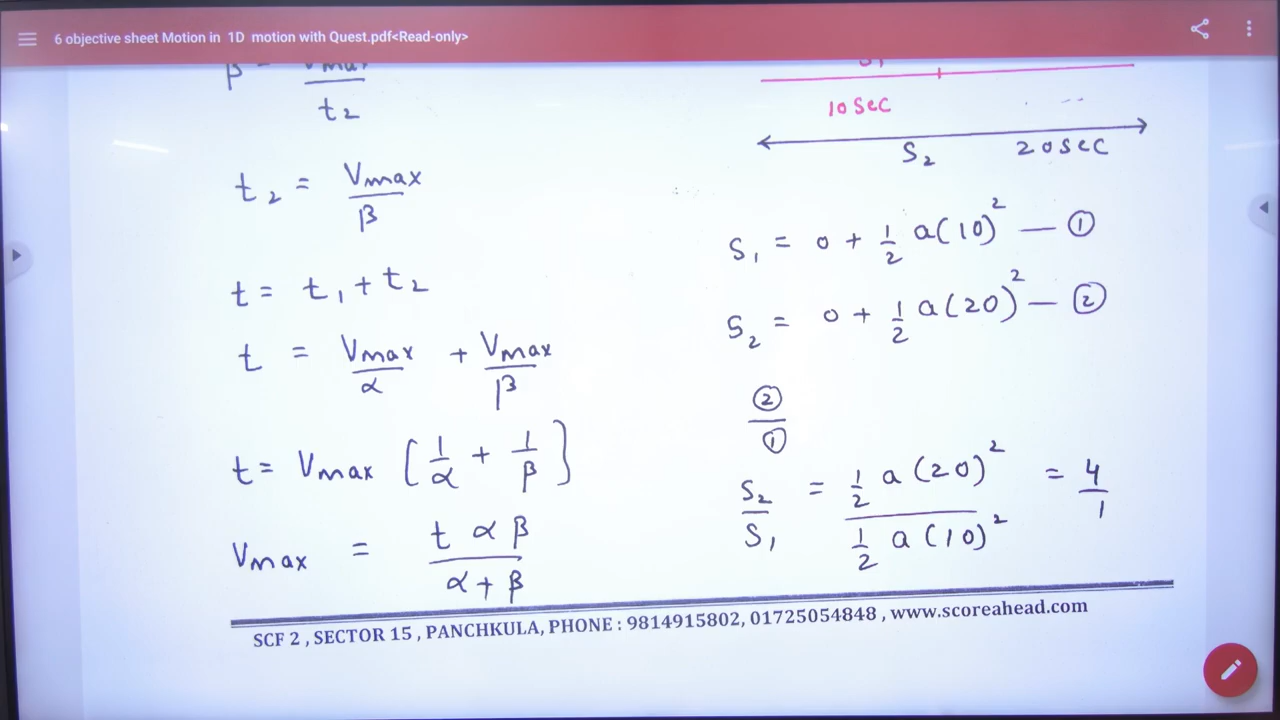 6 objective sheet Motion in 1D motion with Quest.pdf<Read-only>
β = Vmax
t2
t2 = Vmax
β
t = t1 + t2
t = Vmax + Vmax
α β
t = Vmax [ 1/α + 1/β ]
Vmax = t α β
α + β
S1
10 Sec
S2 20 sec
S1 = 0 + 1/2 a(10)² — ①
S2 = 0 + 1/2 a(20)² — ②
②
①
S2 = 1/2 a(20)² = 4
S1 1/2 a(10)² 1
SCF 2 , SECTOR 15 , PANCHKULA, PHONE : 9814915802, 01725054848 , www.scoreahead.com